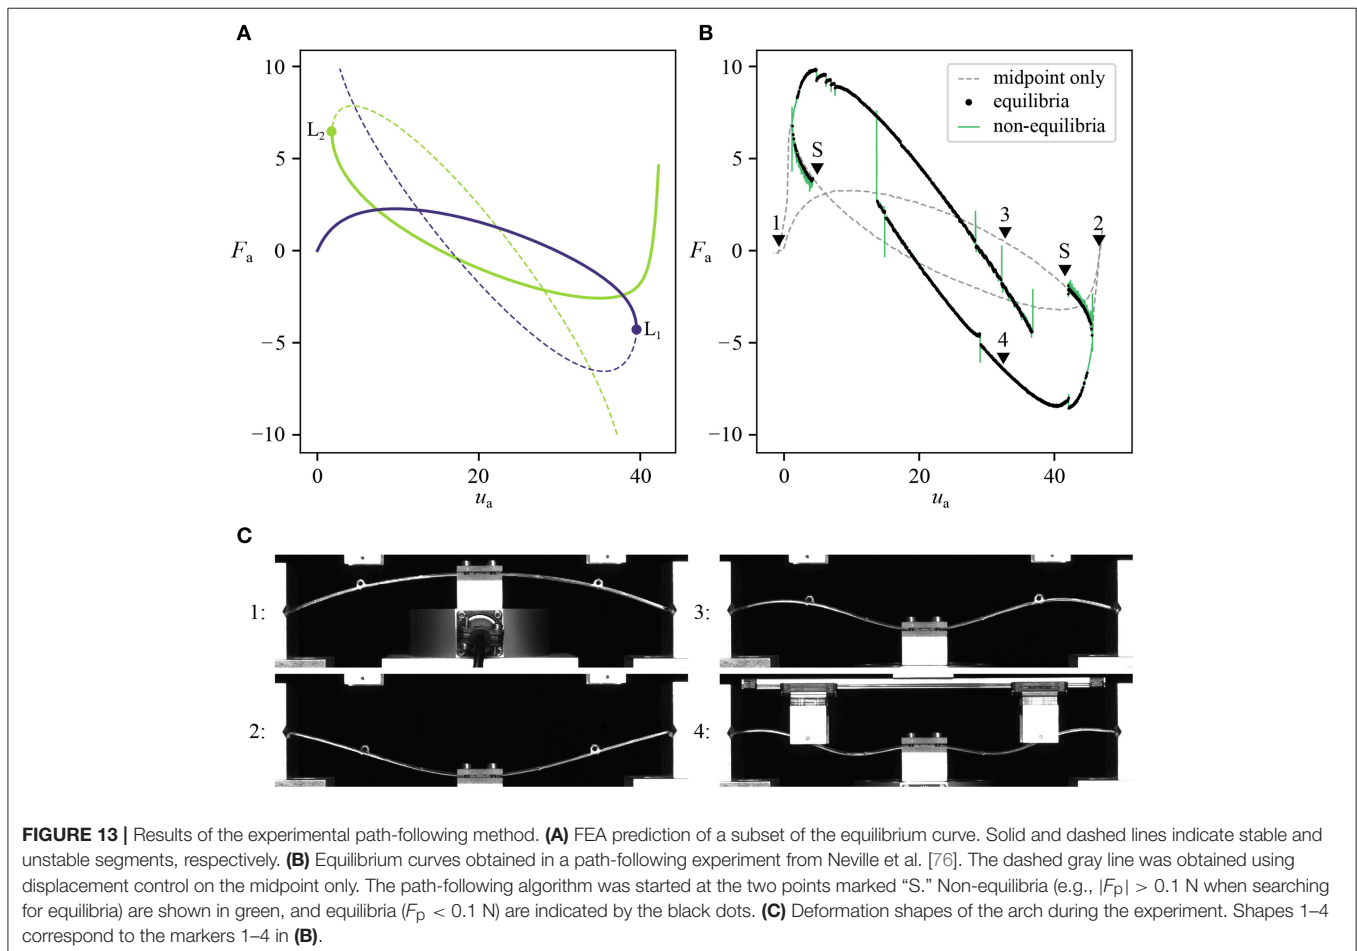 A
B
10
5
0
−5
−10
F_a
L₂
L₁
0
20
40
u_a
10
5
0
−5
−10
F_a
midpoint only
equilibria
non-equilibria
S
1
3
2
S
4
0
20
40
u_a
C
1:
3:
2:
4:
FIGURE 13 | Results of the experimental path-following method. (A) FEA prediction of a subset of the equilibrium curve. Solid and dashed lines indicate stable and
unstable segments, respectively. (B) Equilibrium curves obtained in a path-following experiment from Neville et al. [76]. The dashed gray line was obtained using
displacement control on the midpoint only. The path-following algorithm was started at the two points marked “S.” Non-equilibria (e.g., |F_p| > 0.1 N when searching
for equilibria) are shown in green, and equilibria (F_p < 0.1 N) are indicated by the black dots. (C) Deformation shapes of the arch during the experiment. Shapes 1–4
correspond to the markers 1–4 in (B).